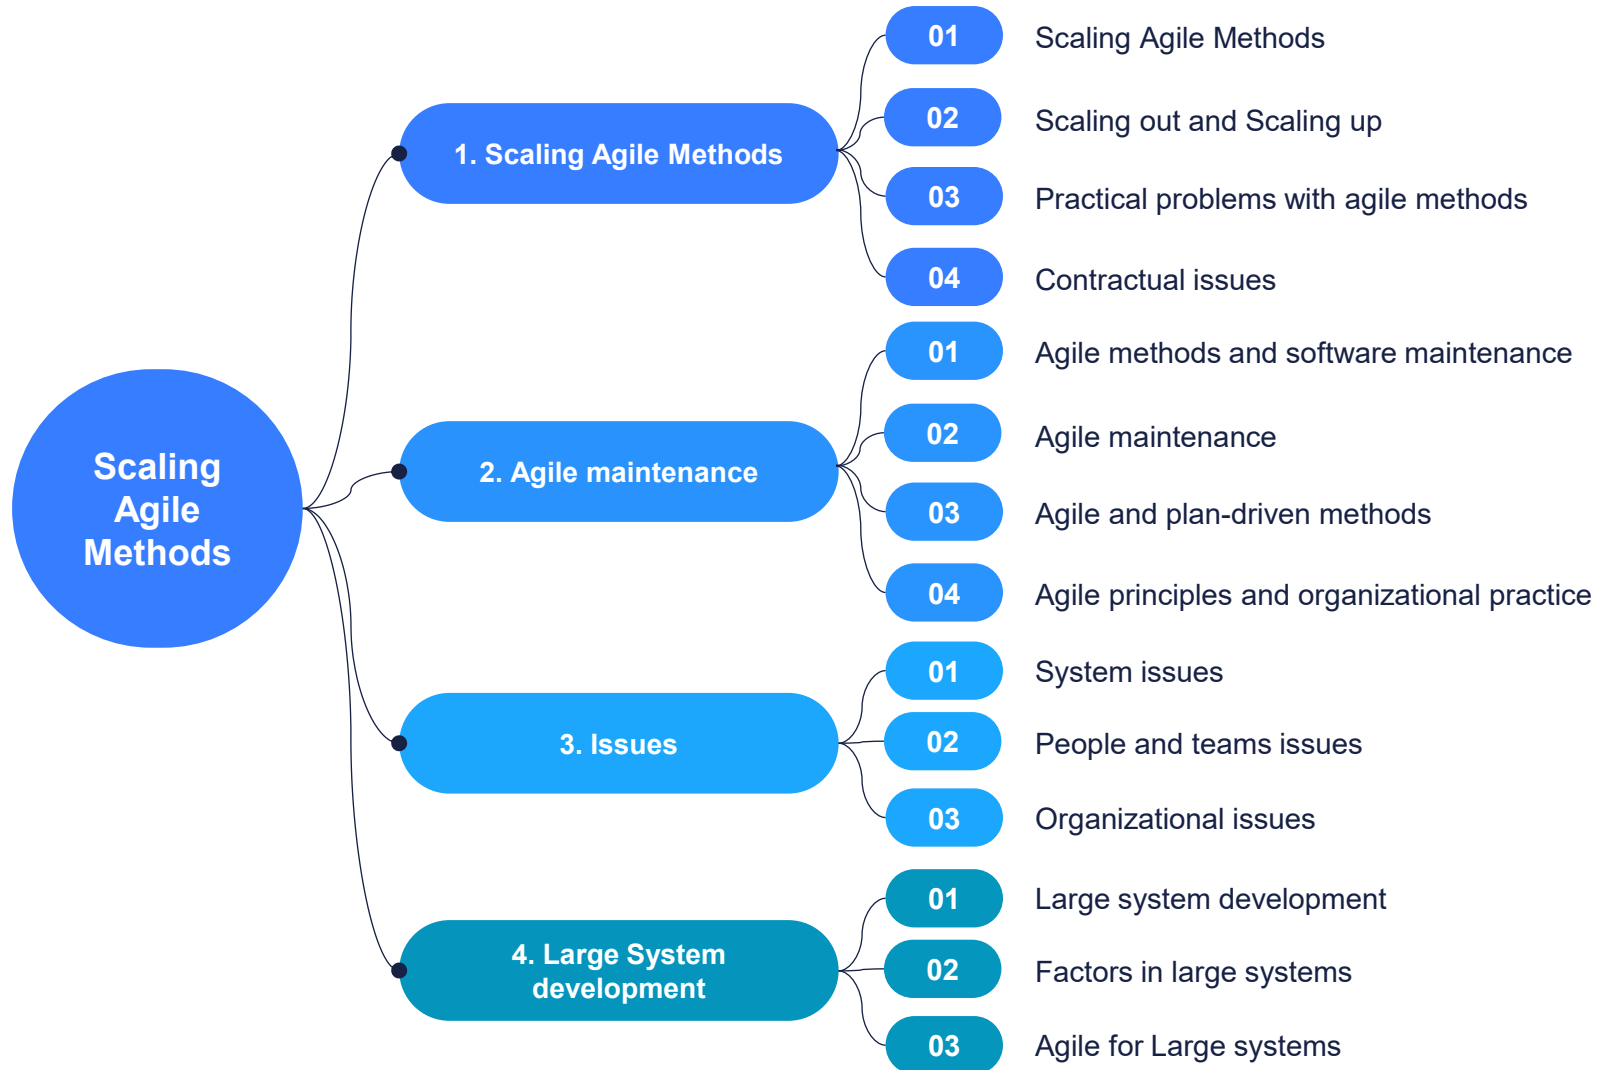 Scaling
Agile
Methods
1. Scaling Agile Methods
01 Scaling Agile Methods
02 Scaling out and Scaling up
03 Practical problems with agile methods
04 Contractual issues
2. Agile maintenance
01 Agile methods and software maintenance
02 Agile maintenance
03 Agile and plan-driven methods
04 Agile principles and organizational practice
3. Issues
01 System issues
02 People and teams issues
03 Organizational issues
4. Large System
development
01 Large system development
02 Factors in large systems
03 Agile for Large systems